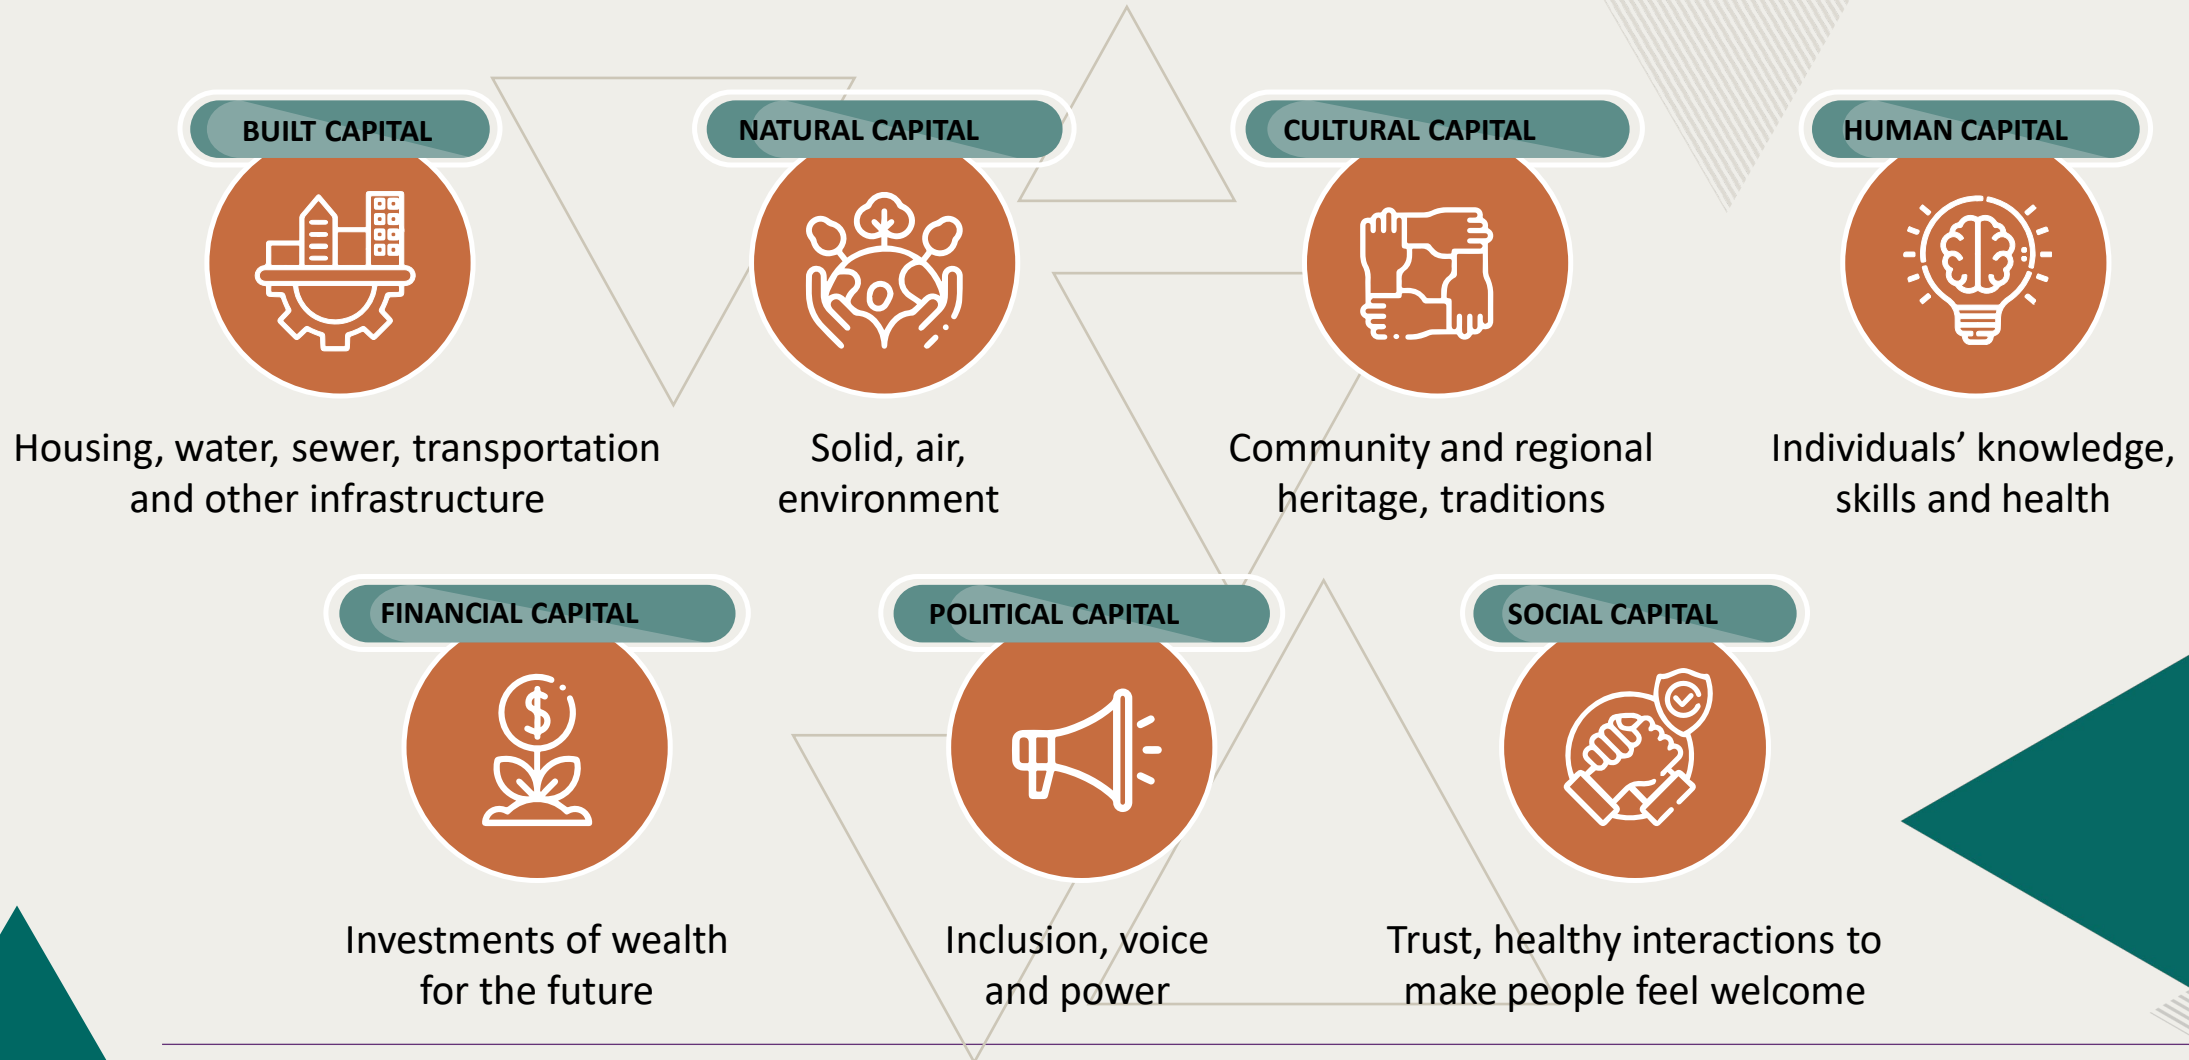 BUILT CAPITAL
Housing, water, sewer, transportation
and other infrastructure
NATURAL CAPITAL
Solid, air,
environment
CULTURAL CAPITAL
Community and regional
heritage, traditions
HUMAN CAPITAL
Individuals’ knowledge,
skills and health
FINANCIAL CAPITAL
$
Investments of wealth
for the future
POLITICAL CAPITAL
Inclusion, voice
and power
SOCIAL CAPITAL
Trust, healthy interactions to
make people feel welcome